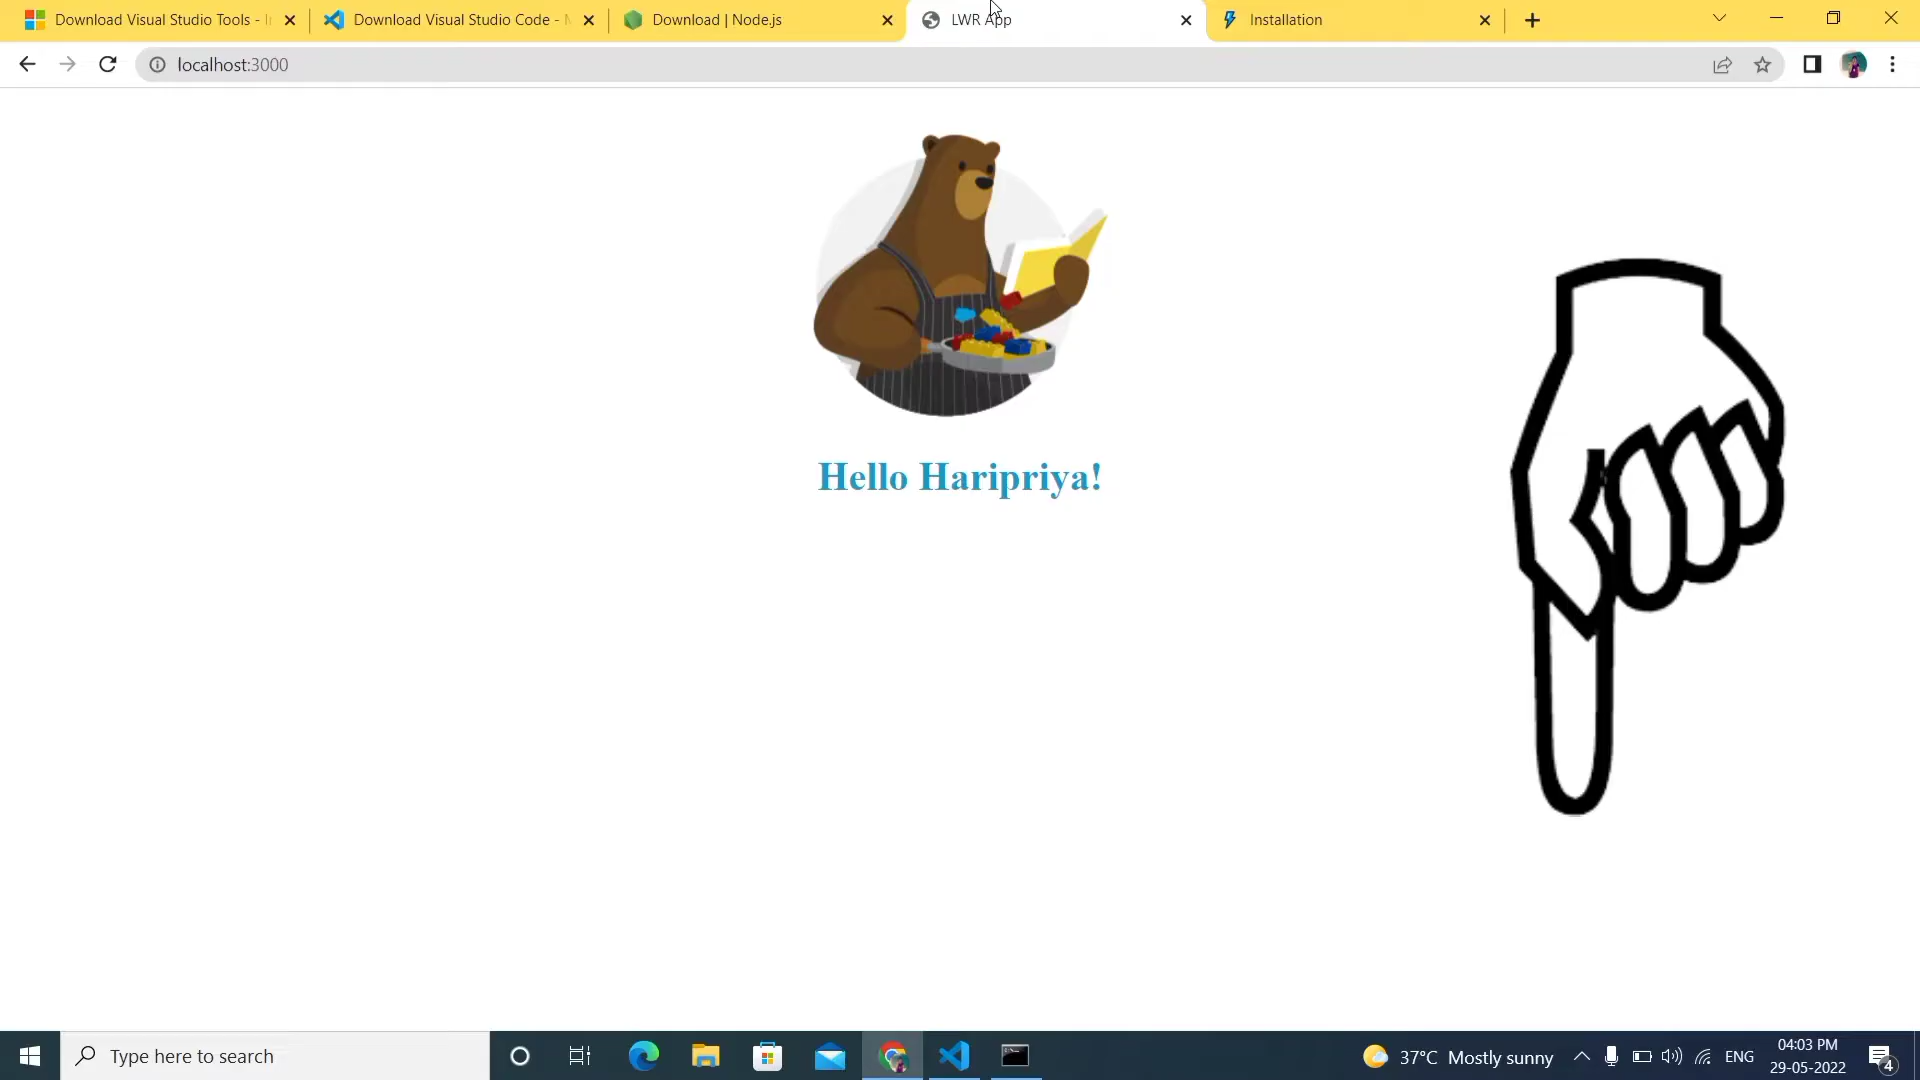 Download Visual Studio Tools - I
Download Visual Studio Code - M
Download | Node.js
LWR App
Installation
localhost:3000
Hello Haripriya!
Type here to search
37°C Mostly sunny
ENG
04:03 PM
29-05-2022
4